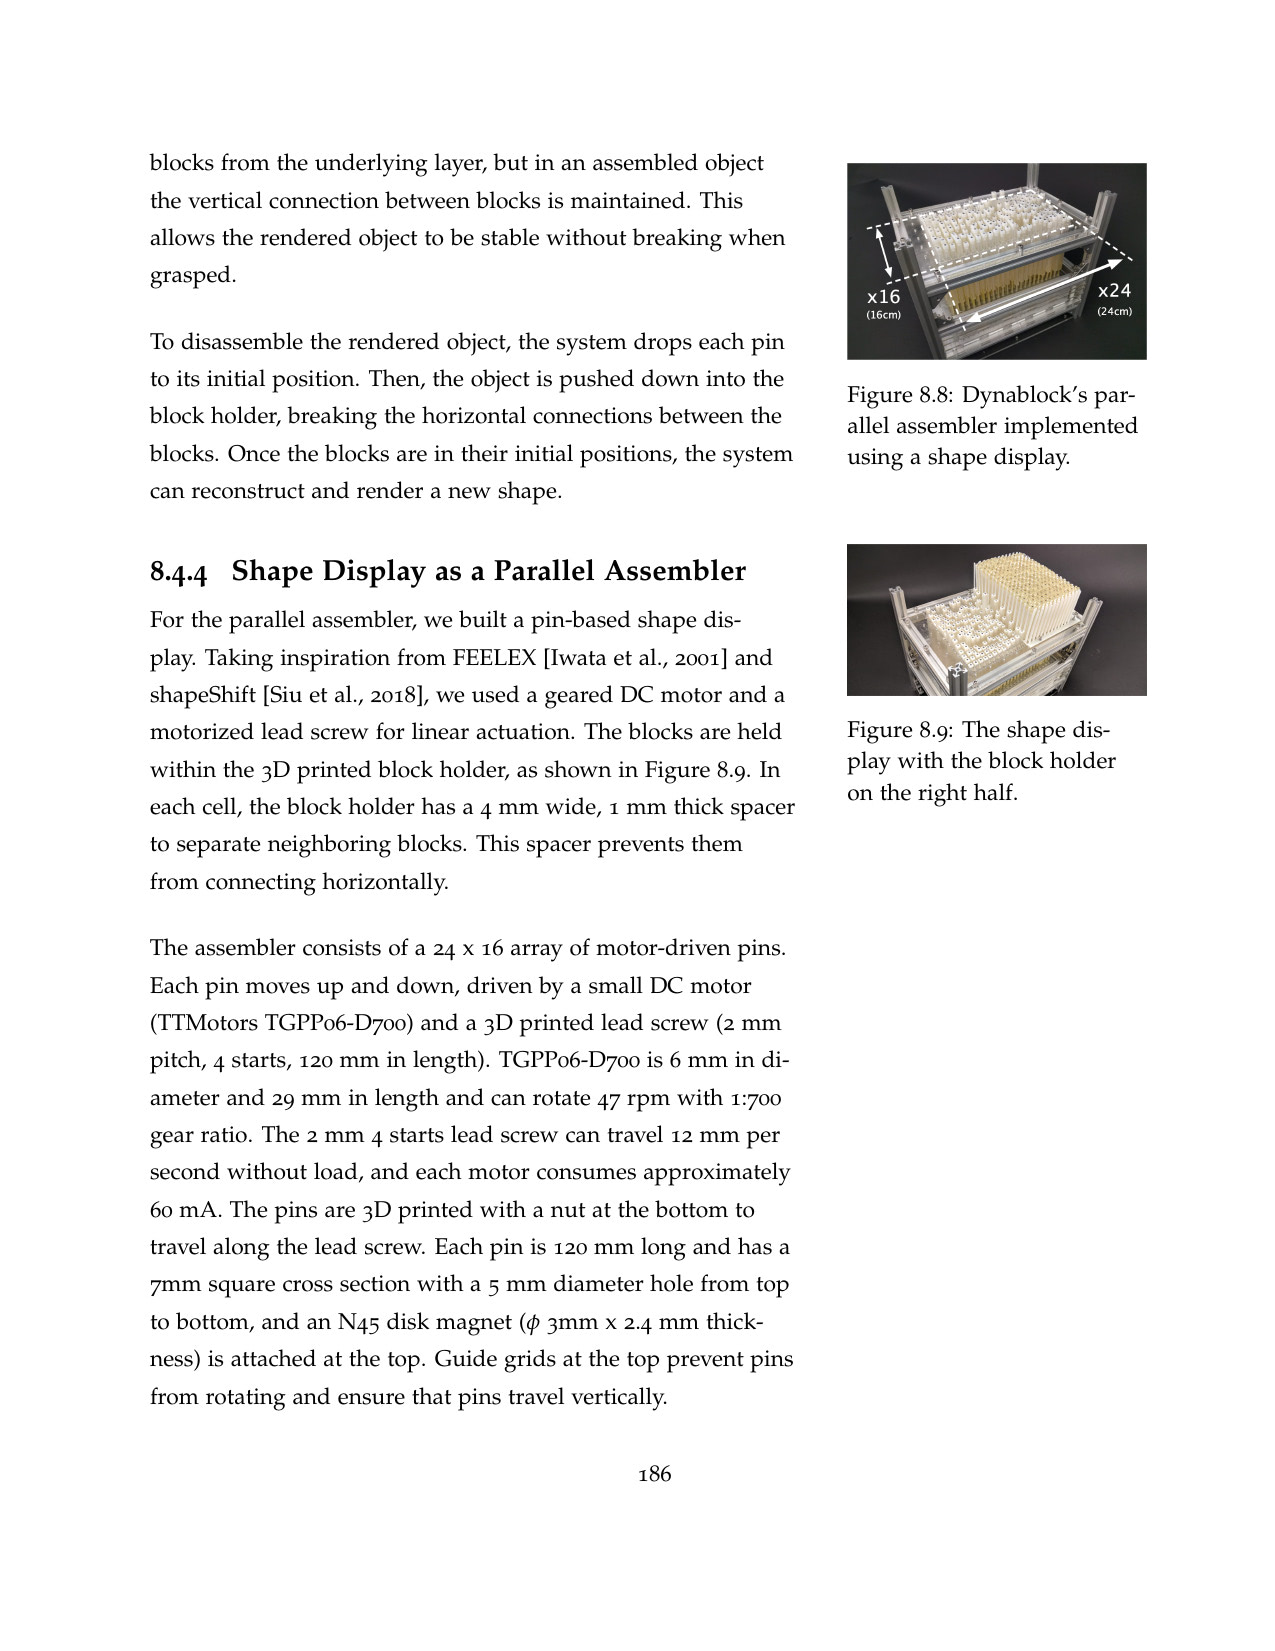 blocks from the underlying layer, but in an assembled object
the vertical connection between blocks is maintained. This
allows the rendered object to be stable without breaking when
grasped.
To disassemble the rendered object, the system drops each pin
to its initial position. Then, the object is pushed down into the
block holder, breaking the horizontal connections between the
blocks. Once the blocks are in their initial positions, the system
can reconstruct and render a new shape.
8.4.4 Shape Display as a Parallel Assembler
For the parallel assembler, we built a pin-based shape dis-
play. Taking inspiration from FEELEX [Iwata et al., 2001] and
shapeShift [Siu et al., 2018], we used a geared DC motor and a
motorized lead screw for linear actuation. The blocks are held
within the 3D printed block holder, as shown in Figure 8.9. In
each cell, the block holder has a 4 mm wide, 1 mm thick spacer
to separate neighboring blocks. This spacer prevents them
from connecting horizontally.
The assembler consists of a 24 x 16 array of motor-driven pins.
Each pin moves up and down, driven by a small DC motor
(TTMotors TGPP06-D700) and a 3D printed lead screw (2 mm
pitch, 4 starts, 120 mm in length). TGPP06-D700 is 6 mm in di-
ameter and 29 mm in length and can rotate 47 rpm with 1:700
gear ratio. The 2 mm 4 starts lead screw can travel 12 mm per
second without load, and each motor consumes approximately
60 mA. The pins are 3D printed with a nut at the bottom to
travel along the lead screw. Each pin is 120 mm long and has a
7mm square cross section with a 5 mm diameter hole from top
to bottom, and an N45 disk magnet (ϕ 3mm x 2.4 mm thick-
ness) is attached at the top. Guide grids at the top prevent pins
from rotating and ensure that pins travel vertically.
x16
(16cm)
x24
(24cm)
Figure 8.8: Dynablock's par-
allel assembler implemented
using a shape display.
Figure 8.9: The shape dis-
play with the block holder
on the right half.
186